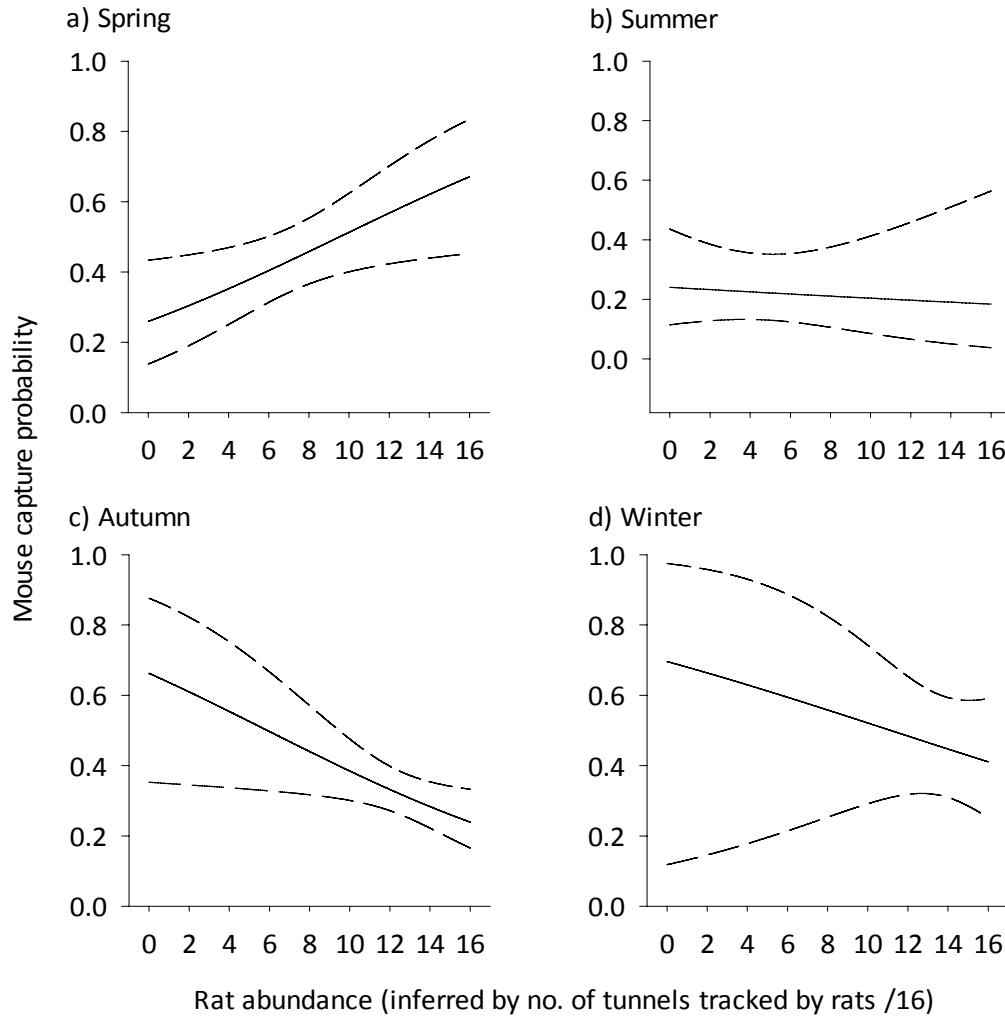 a) Spring
b) Summer
1.0
0.8
0.6
0.4
0.2
0.0
0 2 4 6 8 10 12 14 16
1.0
0.8
0.6
0.4
0.2
0.0
0 2 4 6 8 10 12 14 16
Mouse capture probability
c) Autumn
d) Winter
1.0
0.8
0.6
0.4
0.2
0.0
0 2 4 6 8 10 12 14 16
1.0
0.8
0.6
0.4
0.2
0.0
0 2 4 6 8 10 12 14 16
Rat abundance (inferred by no. of tunnels tracked by rats /16)